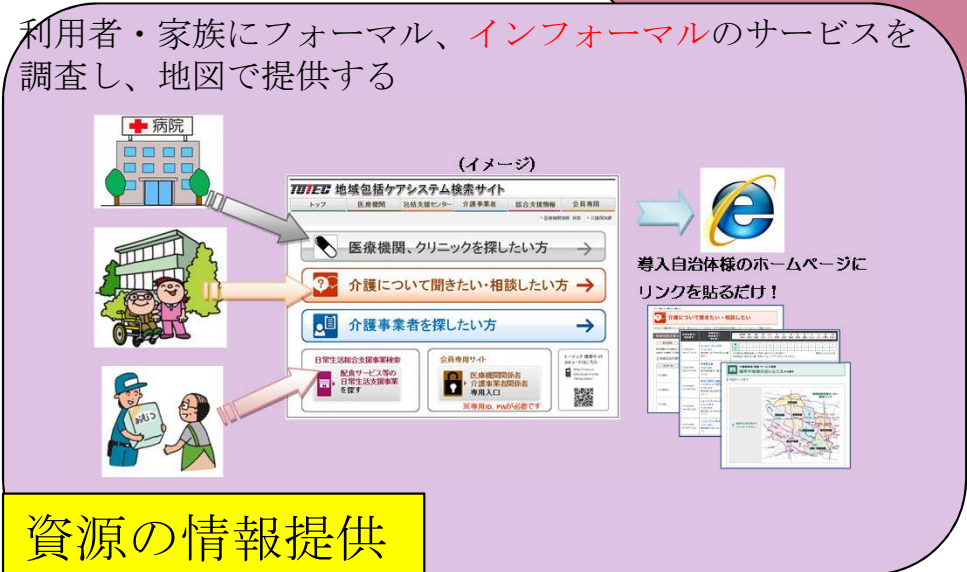 利用者・家族にフォーマル、インフォーマルのサービスを
調査し、地図で提供する
病院
(イメージ)
TOTEC 地域包括ケアシステム検索サイト
トップ
医療機関
包括支援センター
介護事業者
総合支援情報
会員専用
医療機関、クリニックを探したい方
介護について聞きたい・相談したい方
介護事業者を探したい方
日常生活総合支援事業検索
配食サービス等の
日常生活支援事業
を探す
会員専用サイト
医療機関関係者
介護事業者関係者
専用入口
※専用ID、PWが必要です
導入自治体様のホームページに
リンクを貼るだけ！
介護について聞きたい・相談したい
資源の情報提供